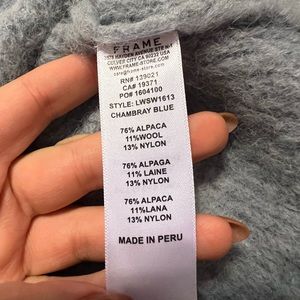 FRAME
CULVER CITY CA 90232 USA
WWW.FRAME-STORE.COM
RN# 139021
CA# 19371
PO# 1604100
STYLE: LWSW1613
CHAMBRAY BLUE
76% ALPACA
11%WOOL
13% NYLON
76% ALPAGA
11% LAINE
13% NYLON
76% ALPACA
11%LANA
13% NYLON
MADE IN PERU